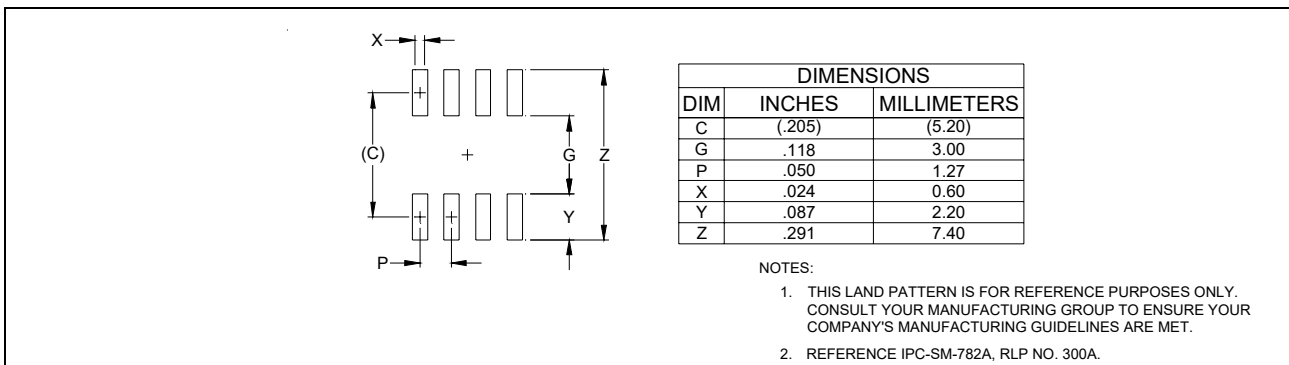 X
(C)
G
Z
Y
P
DIMENSIONS
DIM INCHES MILLIMETERS
C (.205) (5.20)
G .118 3.00
P .050 1.27
X .024 0.60
Y .087 2.20
Z .291 7.40
NOTES:
1. THIS LAND PATTERN IS FOR REFERENCE PURPOSES ONLY.
CONSULT YOUR MANUFACTURING GROUP TO ENSURE YOUR
COMPANY'S MANUFACTURING GUIDELINES ARE MET.
2. REFERENCE IPC-SM-782A, RLP NO. 300A.